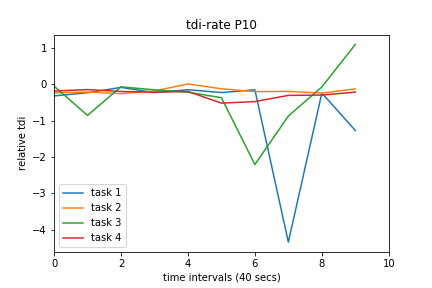 tdi-rate P10
1
0
−1
−2
−3
−4
relative tdi
task 1
task 2
task 3
task 4
0 2 4 6 8 10
time intervals (40 secs)